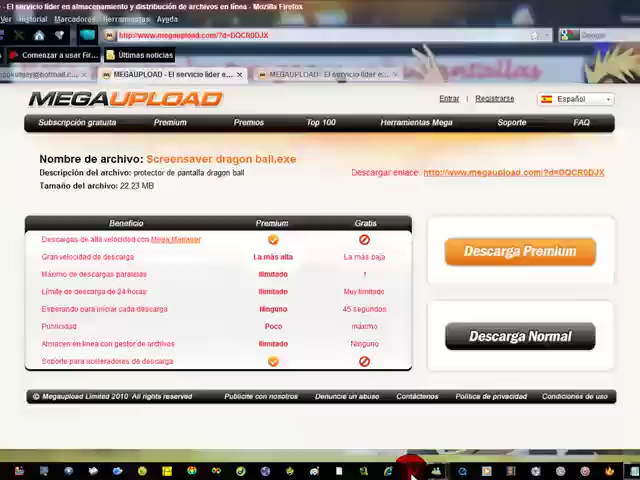 - El servicio líder en almacenamiento y distribución de archivos en línea - Mozilla Firefox
Ver Historial Marcadores Herramientas Ayuda
http://www.megaupload.com/?d=DQCR0DJX
Google
Comenzar a usar Fir... Últimas noticias
MEGAUPLOAD - El servicio líder e... MEGAUPLOAD - El servicio líder e...
MEGAUPLOAD
Entrar | Registrarse Español
Subscripción gratuita Premium Premios Top 100 Herramientas Mega Soporte FAQ
Nombre de archivo: Screensaver dragon ball.exe
Descripción del archivo: protector de pantalla dragon ball
Descargar enlace: http://www.megaupload.com/?d=DQCR0DJX
Tamaño del archivo: 22.23 MB
Beneficio Premium Gratis
Descargas de alta velocidad con Mega Manager
Gran velocidad de descarga La más alta La más baja
Máximo de descargas paralelas Ilimitado 1
Límite de descarga de 24 horas Ilimitado Muy limitado
Esperando para iniciar cada descarga Ninguno 45 segundos
Publicidad Poco máximo
Almacén en línea con gestor de archivos Ilimitado Ninguno
Soporte para aceleradores de descarga
Descarga Premium
Descarga Normal
© Megaupload Limited 2010 All rights reserved Publicite con nosotros Denuncie un abuso Contáctenos Política de privacidad Condiciones de uso